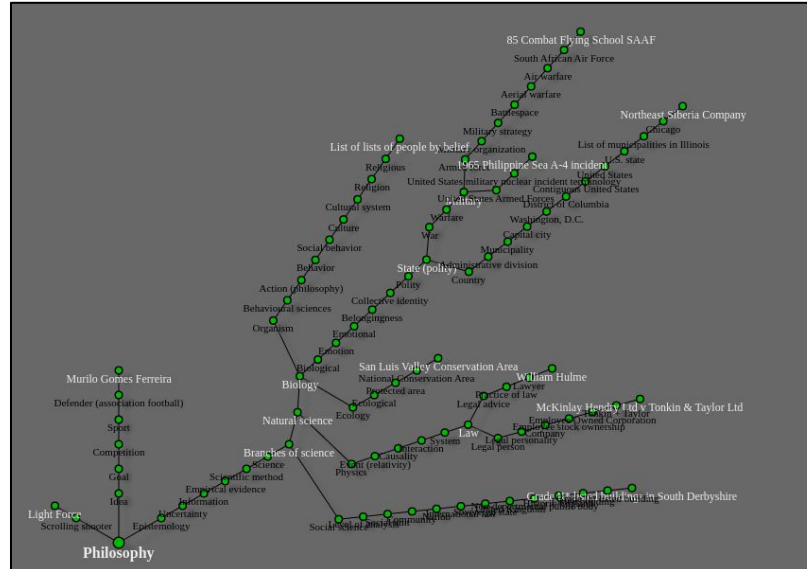 85 Combat Flying School SAAF
South African Air Force
Air warfare
Aerial warfare
Battlespace
Military strategy
Northeast Siberia Company
Chicago
List of municipalities in Illinois
U.S. state
United States
Contiguous United States
District of Columbia
Washington, D.C.
Capital city
Municipality
Administrative division
Country
List of lists of people by belief
Religious
Religion
Cultural system
Culture
Social behavior
Behavior
Action (philosophy)
Behavioural sciences
Organism
1965 Philippine Sea A-4 incident
United States military nuclear incident terminology
United States Armed Forces
Military
Warfare
War
State (polity)
Polity
Collective identity
Belongingness
Emotional
Emotion
Biological
Biology
San Luis Valley Conservation Area
National Conservation Area
Protected area
Ecological
Ecology
William Hulme
Lawyer
Practice of law
Legal advice
Law
McKinlay Hendry Ltd v Tonkin & Taylor Ltd
Tonkin + Taylor
Employee Owned Corporation
Employee stock ownership
Company
Legal personality
Legal person
System
Interaction
Causality
Event (relativity)
Physics
Natural science
Branches of science
Science
Scientific method
Empirical evidence
Information
Uncertainty
Epistemology
Murilo Gomes Ferreira
Defender (association football)
Sport
Competition
Goal
Idea
Light Force
Scrolling shooter
Philosophy
Grade II* listed buildings in South Derbyshire
Community
Social science